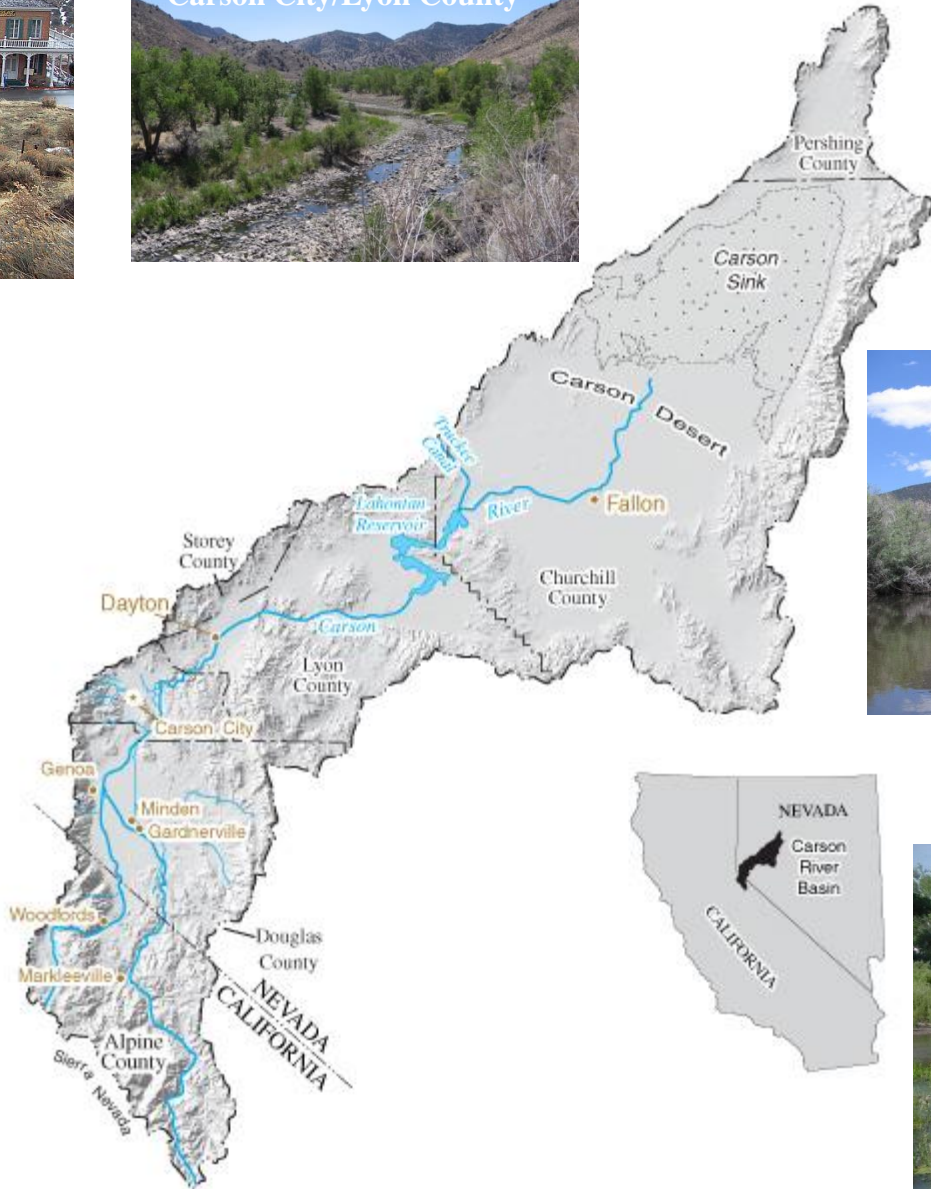 Carson City/Lyon County
Pershing
County
Carson
Sink
Carson Desert
Truckee
Canal
Lahontan
Reservoir
River
Fallon
Storey
County
Churchill
County
Dayton
Carson
Lyon
County
Carson City
Genoa
Minden
Gardnerville
NEVADA
Carson
River
Basin
CALIFORNIA
Woodfords
Douglas
County
Markleeville
NEVADA
CALIFORNIA
Alpine
County
Sierra Nevada